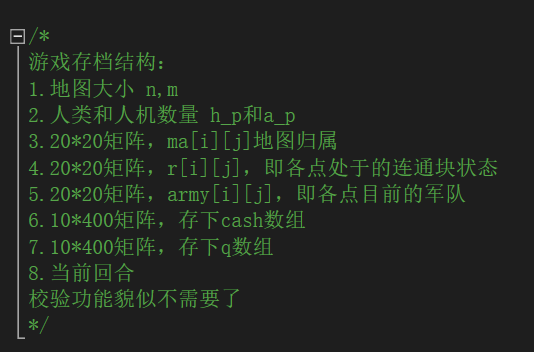 /*
游戏存档结构：
1.地图大小 n,m
2.人类和人机数量 h_p和a_p
3.20*20矩阵，ma[i][j]地图归属
4.20*20矩阵，r[i][j]，即各点处于的连通块状态
5.20*20矩阵，army[i][j]，即各点目前的军队
6.10*400矩阵，存下cash数组
7.10*400矩阵，存下q数组
8.当前回合
校验功能貌似不需要了
*/